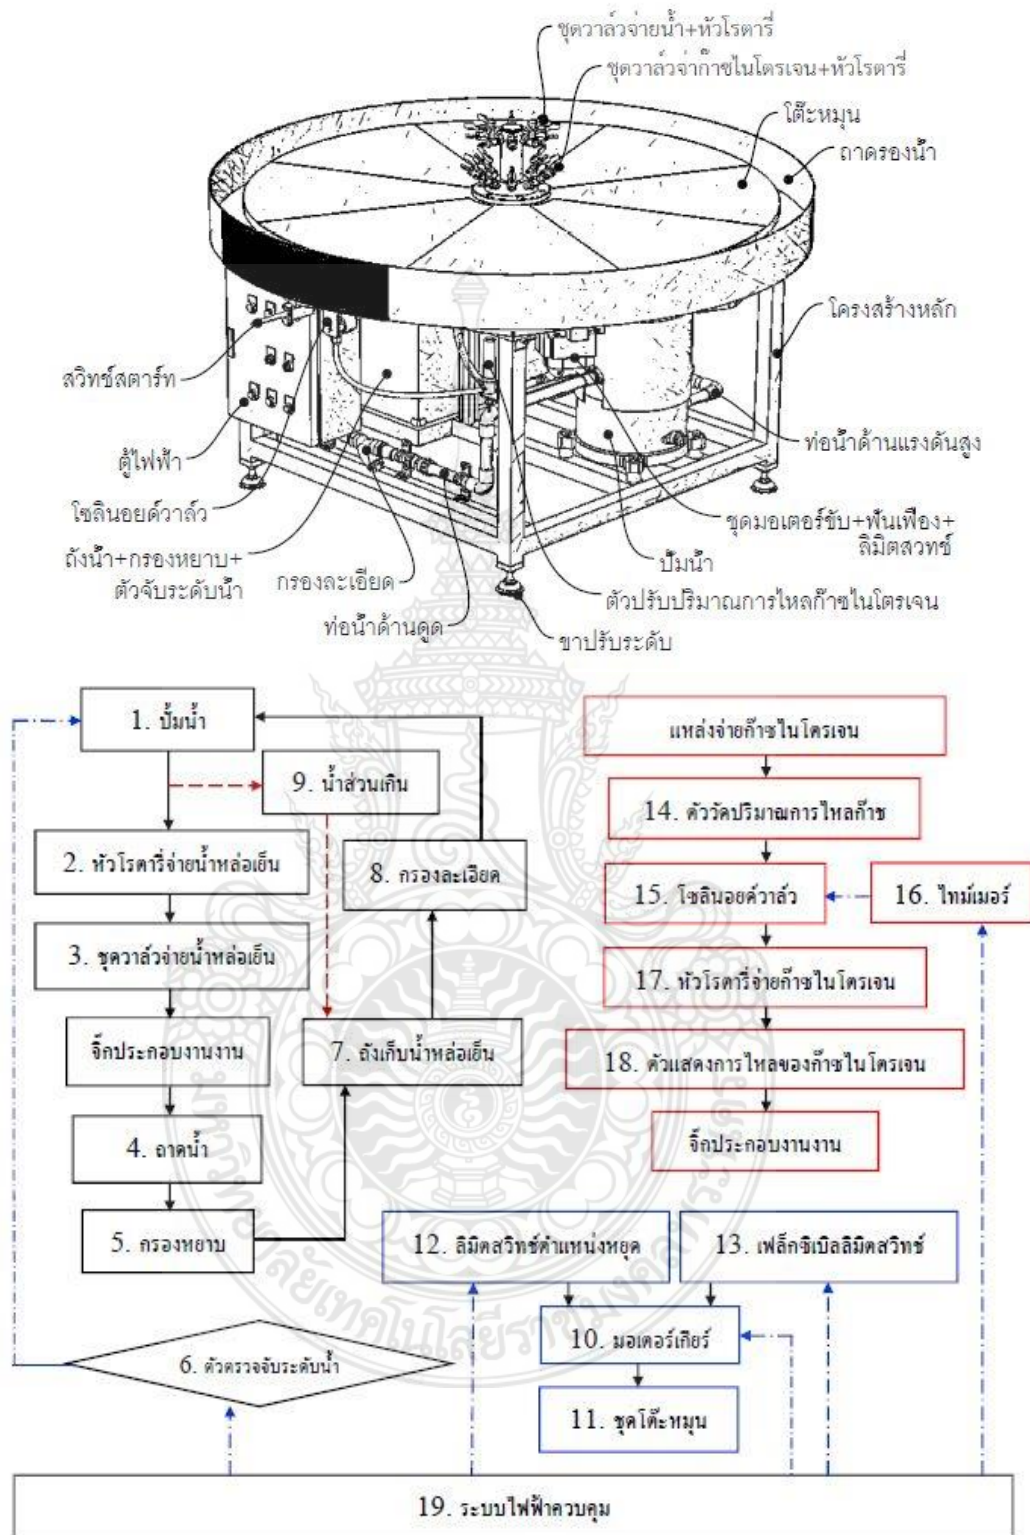 ชุดวาล์วจ่ายน้ำ+หัวโรตารี่
ชุดวาล์วจ่าก๊าซไนโตรเจน+หัวโรตารี่
โต๊ะหมุน
ถาดรองน้ำ
โครงสร้างหลัก
สวิทช์สตาร์ท
ตู้ไฟฟ้า
โซลินอยด์วาล์ว
ถังน้ำ+กรองหยาบ+
ตัวจับระดับน้ำ
กรองละเอียด
ท่อน้ำด้านดูด
ขาปรับระดับ
ตัวปรับปริมาณการไหลก๊าซไนโตรเจน
ปั๊มน้ำ
ชุดมอเตอร์ขับ+ฟันเฟือง+
ลิมิตสวทช์
ท่อน้ำด้านแรงดันสูง
1. ปั้มน้ำ
9. น้ำส่วนเกิน
2. หัวโรตารี่จ่ายน้ำหล่อเย็น
8. กรองละเอียด
3. ชุดวาล์วจ่ายน้ำหล่อเย็น
จิ๊กประกอบงานงาน
7. ถังเก็บน้ำหล่อเย็น
4. ถาดน้ำ
5. กรองหยาบ
6. ตัวตรวจจับระดับน้ำ
แหล่งจ่ายก๊าซไนโตรเจน
14. ตัววัดปริมาณการไหลก๊าซ
15. โซลินอยด์วาล์ว
16. ไทม์เมอร์
17. หัวโรตารี่จ่ายก๊าซไนโตรเจน
18. ตัวแสดงการไหลของก๊าซไนโตรเจน
จิ๊กประกอบงานงาน
12. ลิมิตสวิทช์ตำแหน่งหยุด
13. เฟล็กซิเบิลลิมิตสวิทช์
10. มอเตอร์เกียร์
11. ชุดโต๊ะหมุน
19. ระบบไฟฟ้าควบคุม
มหาวิทยาลัยเทคโนโลยีราชมงคล